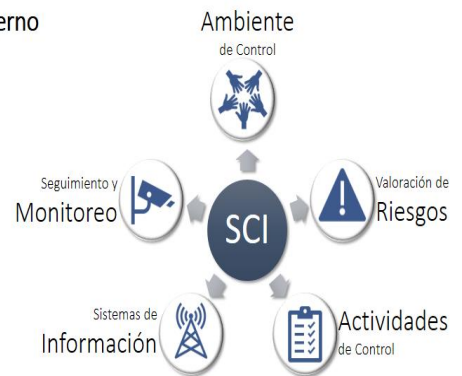 erno
Ambiente
de Control
Seguimiento y
Monitoreo
SCI
Valoración de
Riesgos
Sistemas de
Información
Actividades
de Control